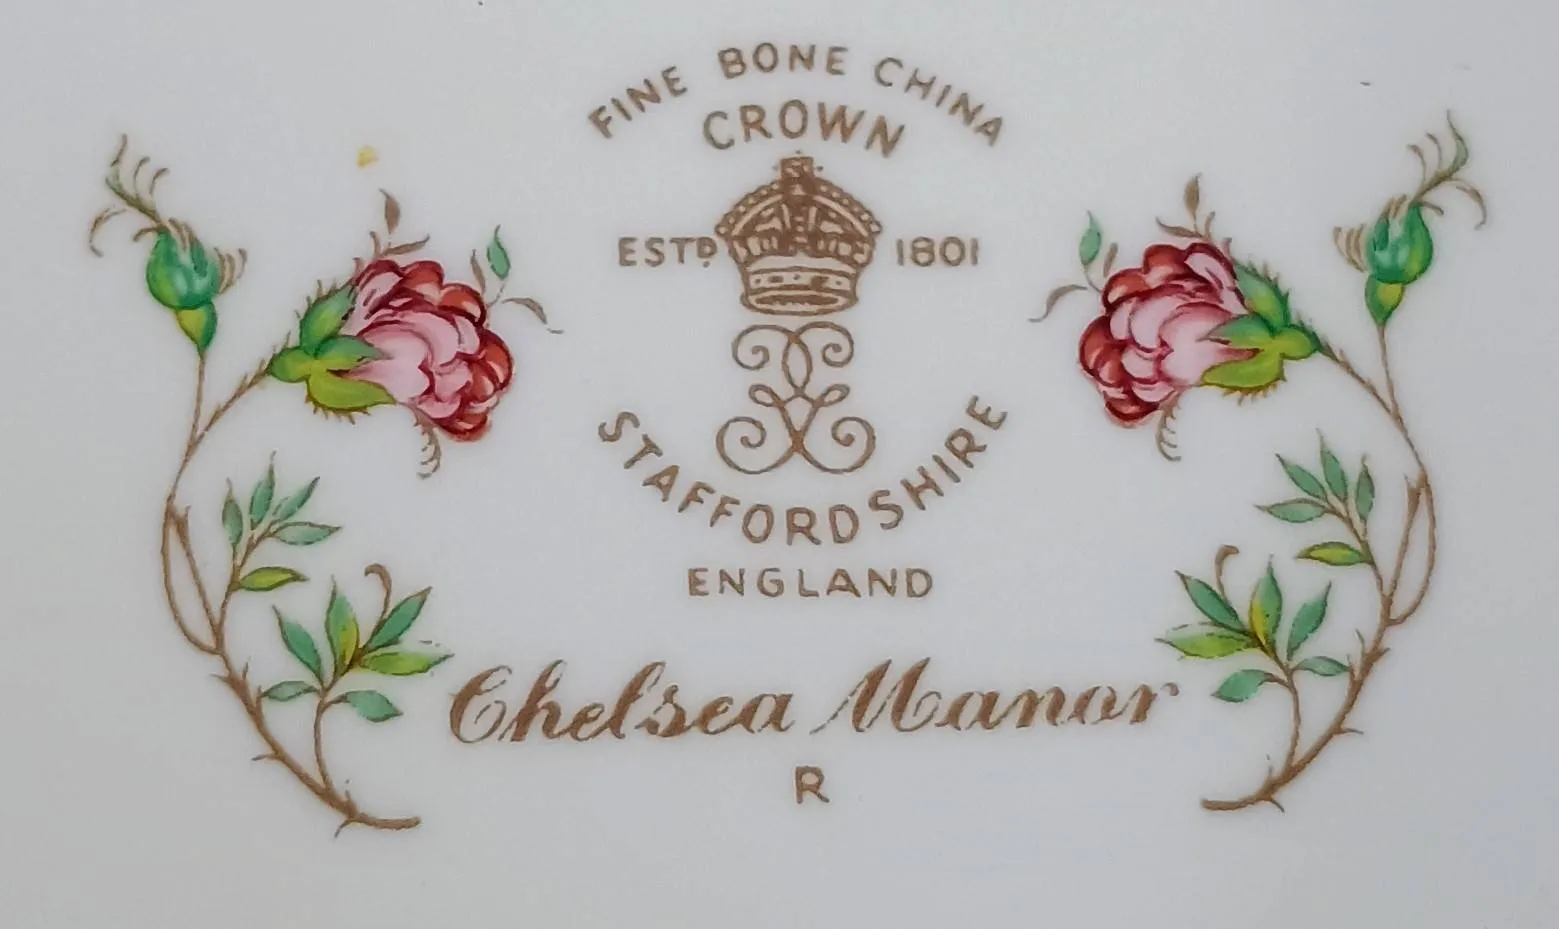 FINE BONE CHINA
CROWN
ESTD 1801
STAFFORDSHIRE
ENGLAND
Chelsea Manor
R